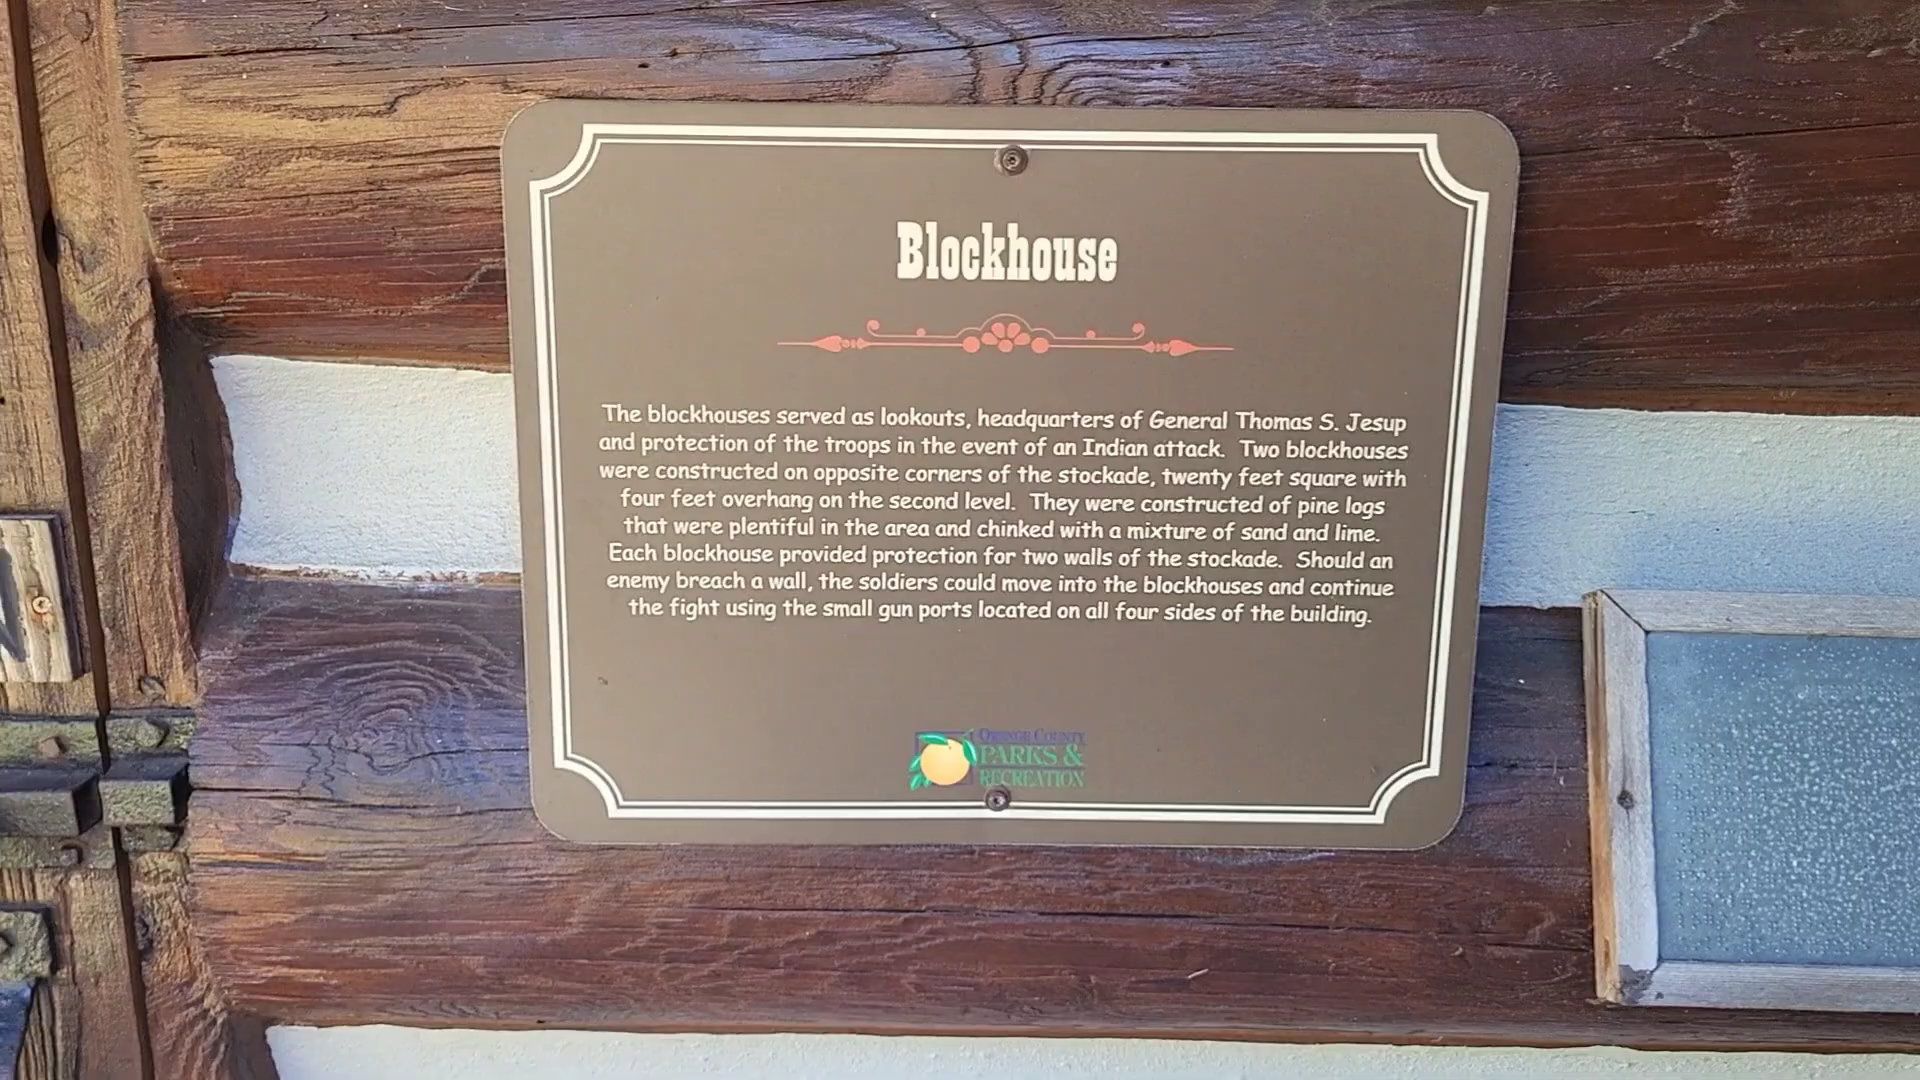 Blockhouse
The blockhouses served as lookouts, headquarters of General Thomas S. Jesup
and protection of the troops in the event of an Indian attack.  Two blockhouses
were constructed on opposite corners of the stockade, twenty feet square with
four feet overhang on the second level.  They were constructed of pine logs
that were plentiful in the area and chinked with a mixture of sand and lime.
Each blockhouse provided protection for two walls of the stockade.  Should an
enemy breach a wall, the soldiers could move into the blockhouses and continue
the fight using the small gun ports located on all four sides of the building.
ORANGE COUNTY
PARKS &
RECREATION